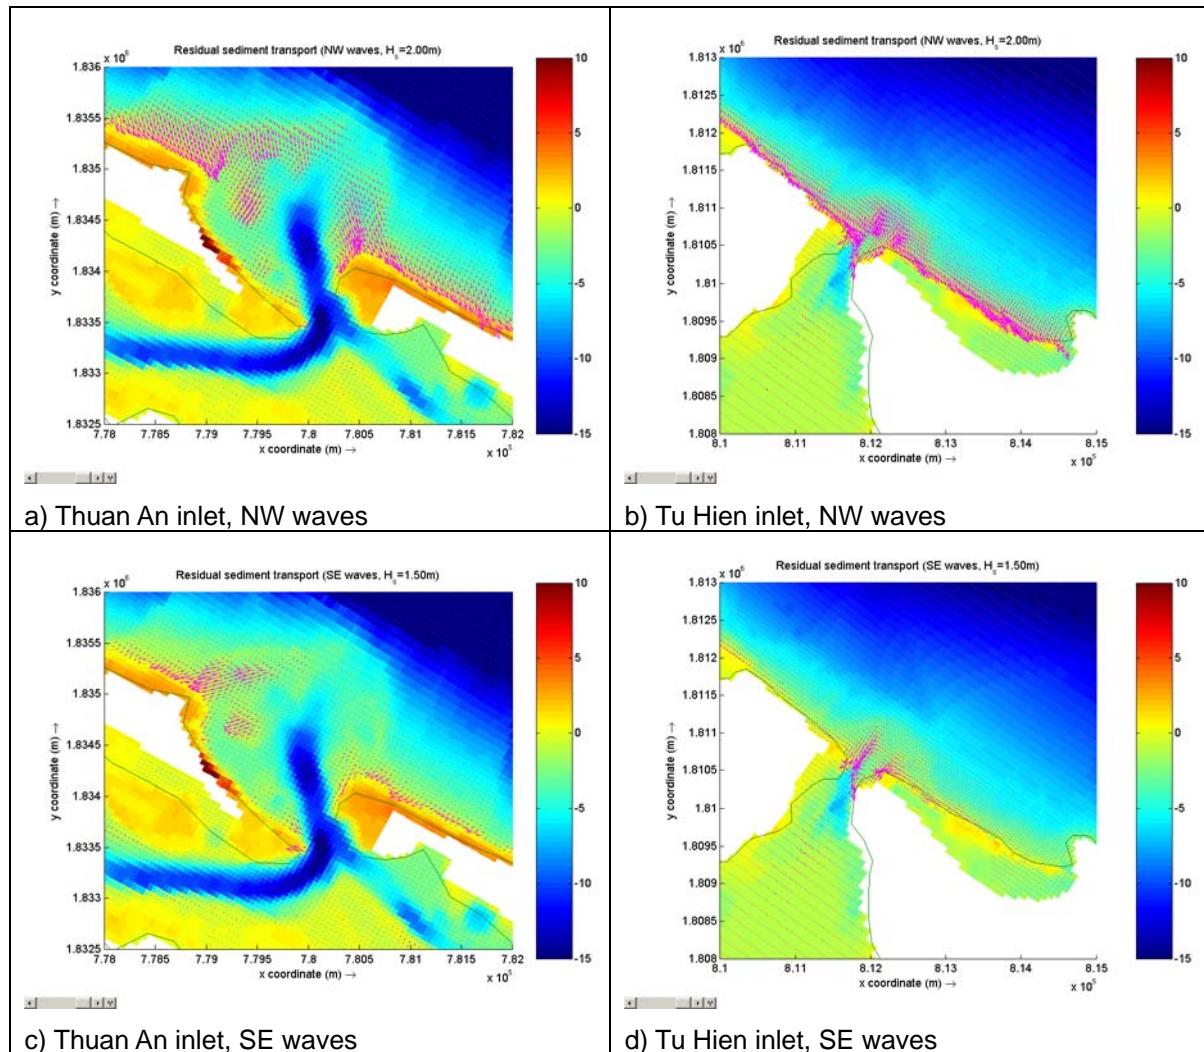 Residual sediment transport (NW waves, Hs=2.00m)
x 10^6
1.836
1.8355
1.835
1.8345
1.834
1.8335
1.833
1.8325
y coordinate (m) →
7.78 7.785 7.79 7.795 7.8 7.805 7.81 7.815 7.82
x coordinate (m) →
x 10^5
10
5
0
-5
-10
-15
a) Thuan An inlet, NW waves
Residual sediment transport (NW waves, Hs=2.00m)
x 10^6
1.813
1.8125
1.812
1.8115
1.811
1.8105
1.81
1.8095
1.809
1.8085
1.808
y coordinate (m) →
8.1 8.11 8.12 8.13 8.14 8.15
x coordinate (m) →
x 10^5
10
5
0
-5
-10
-15
b) Tu Hien inlet, NW waves
Residual sediment transport (SE waves, Hs=1.50m)
x 10^6
1.836
1.8355
1.835
1.8345
1.834
1.8335
1.833
1.8325
y coordinate (m) →
7.78 7.785 7.79 7.795 7.8 7.805 7.81 7.815 7.82
x coordinate (m) →
x 10^5
10
5
0
-5
-10
-15
c) Thuan An inlet, SE waves
Residual sediment transport (SE waves, Hs=1.50m)
x 10^6
1.813
1.8125
1.812
1.8115
1.811
1.8105
1.81
1.8095
1.809
1.8085
1.808
y coordinate (m) →
8.1 8.11 8.12 8.13 8.14 8.15
x coordinate (m) →
x 10^5
10
5
0
-5
-10
-15
d) Tu Hien inlet, SE waves